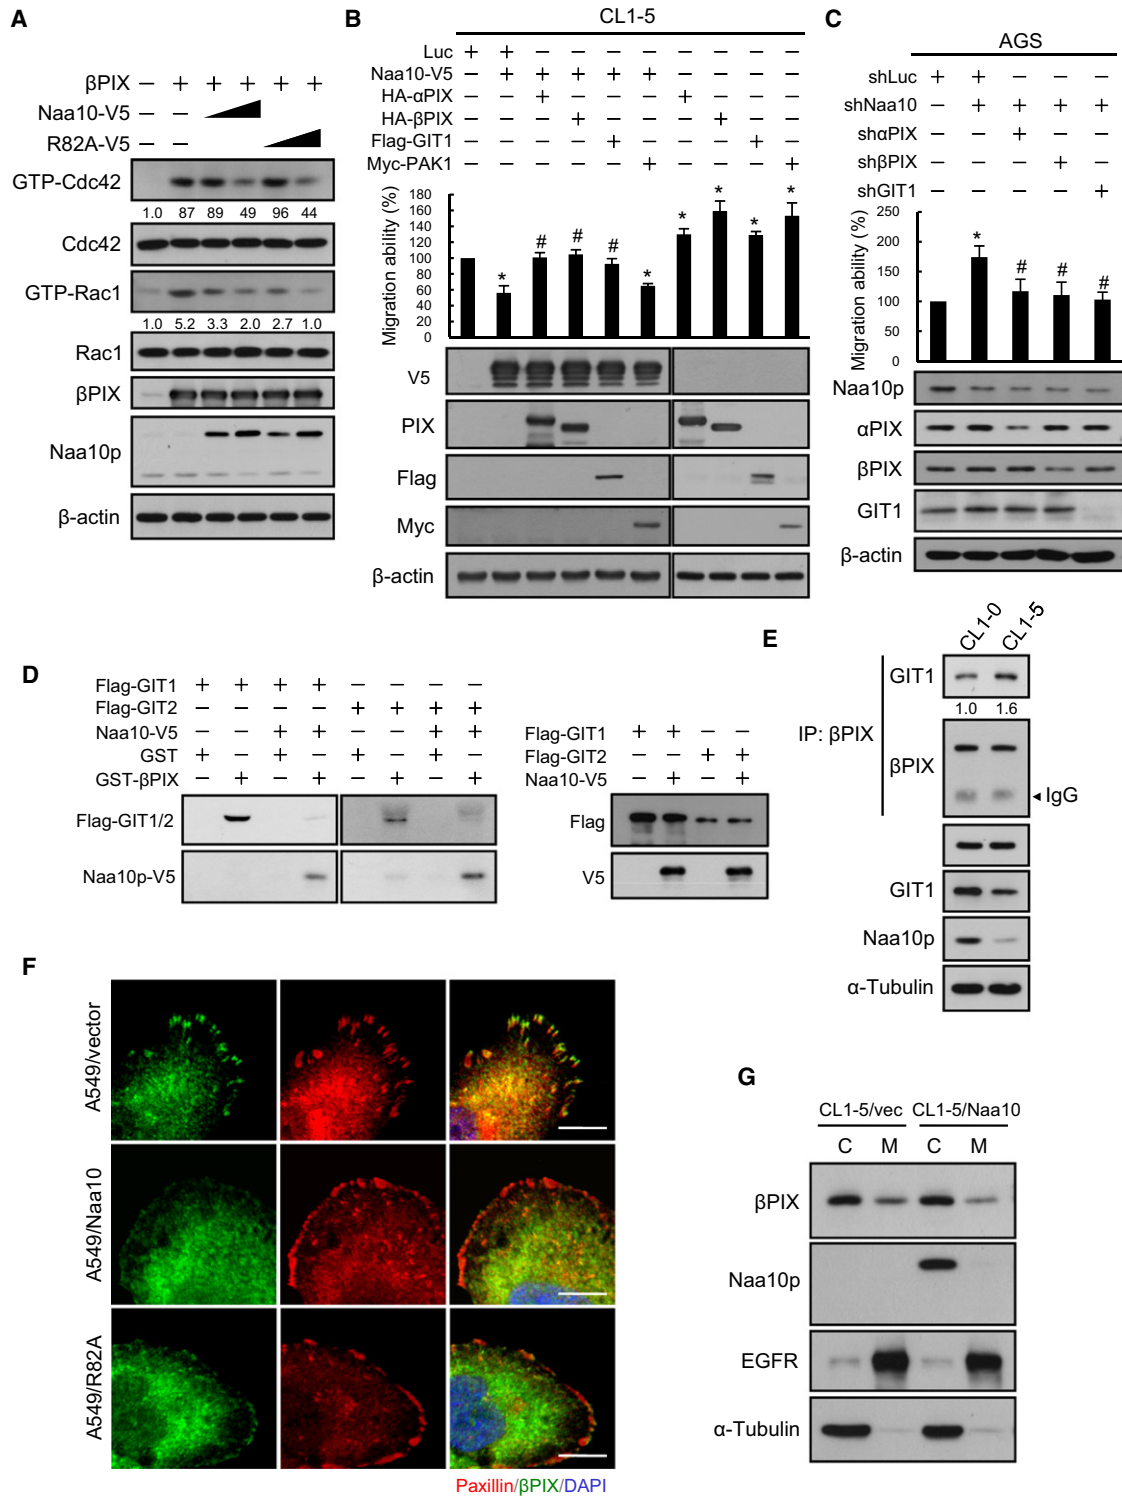 A
βPIX − + + + + +
Naa10-V5 − −
R82A-V5 − −
GTP-Cdc42
1.0 87 89 49 96 44
Cdc42
GTP-Rac1
1.0 5.2 3.3 2.0 2.7 1.0
Rac1
βPIX
Naa10p
β-actin
B
CL1-5
Luc + + − − − − − − − −
Naa10-V5 − + + + + + − − − −
HA-αPIX − − + − − − + − − −
HA-βPIX − − − + − − − + − −
Flag-GIT1 − − − − + − − − + −
Myc-PAK1 − − − − − + − − − +
Migration ability (%)
180
160
140
120
100
80
60
40
20
0
* # # # * * * * *
V5
PIX
Flag
Myc
β-actin
C
AGS
shLuc + + − − −
shNaa10 − + + + +
shαPIX − − + − −
shβPIX − − − + −
shGIT1 − − − − +
Migration ability (%)
250
200
150
100
50
0
* # # #
Naa10p
αPIX
βPIX
GIT1
β-actin
D
Flag-GIT1 + + + + − − − −
Flag-GIT2 − − − − + + + +
Naa10-V5 − − + + − − + +
GST + − + − + − + −
GST-βPIX − + − + − + − +
Flag-GIT1/2
Naa10p-V5
Flag-GIT1 + + − −
Flag-GIT2 − − + +
Naa10-V5 − + − +
Flag
V5
E
CL1-0
CL1-5
IP: βPIX
GIT1
1.0 1.6
βPIX
IgG
GIT1
Naa10p
α-Tubulin
F
A549/vector
A549/Naa10
A549/R82A
Paxillin/βPIX/DAPI
G
CL1-5/vec CL1-5/Naa10
C M C M
βPIX
Naa10p
EGFR
α-Tubulin